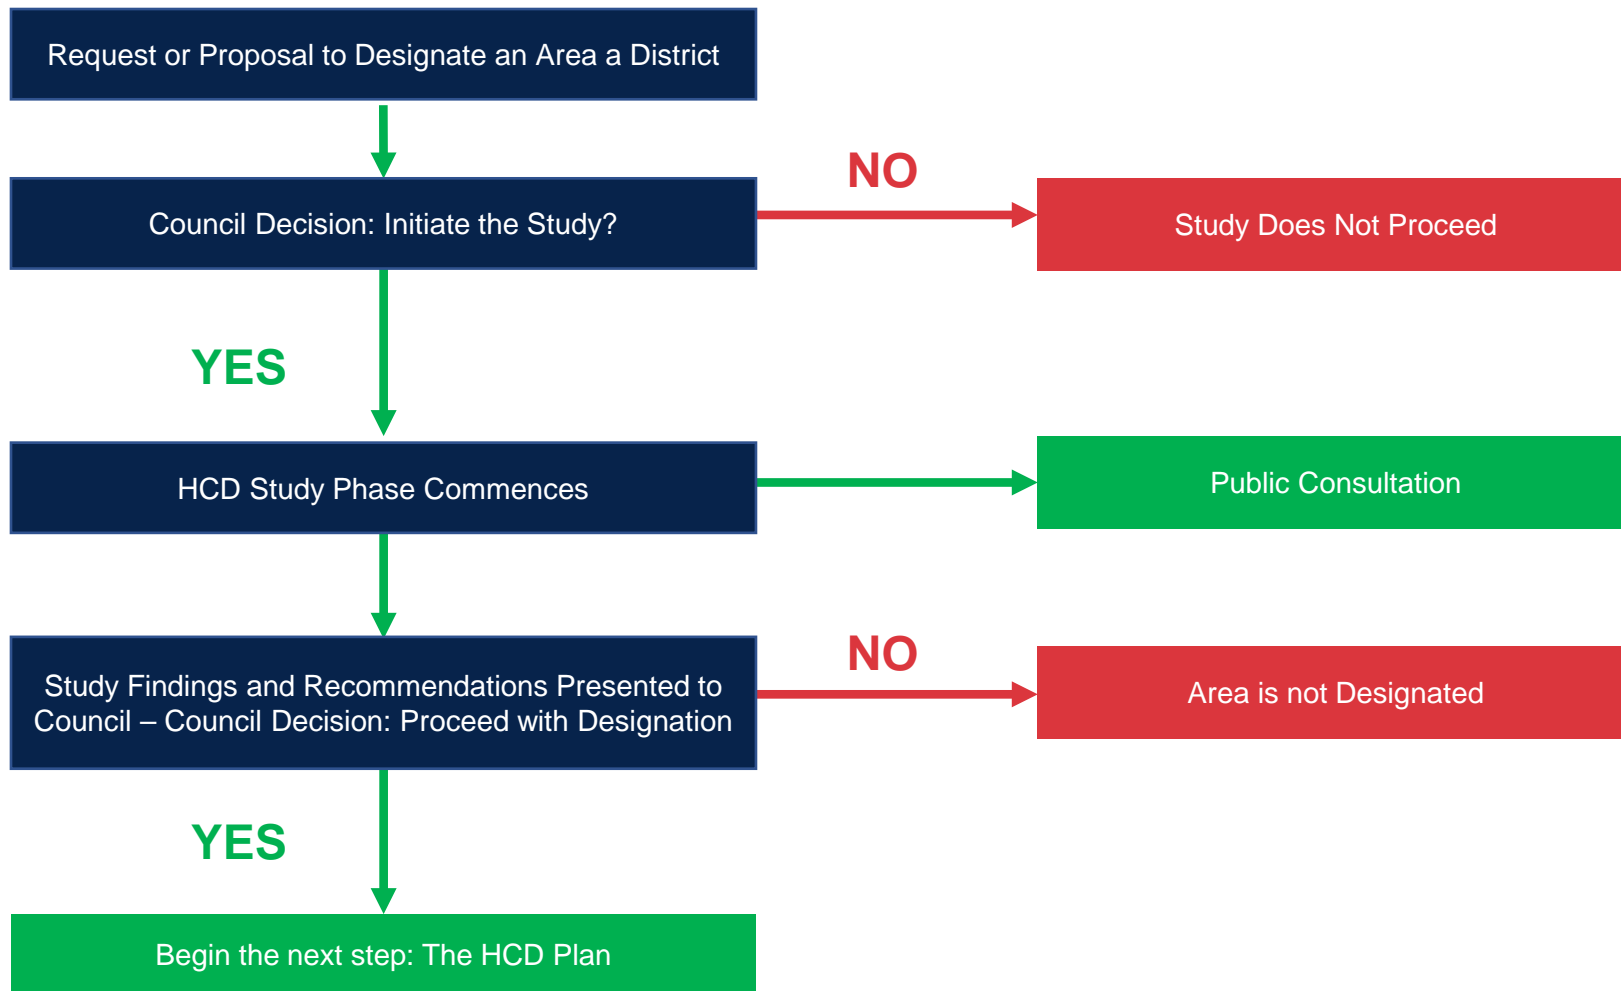 Request or Proposal to Designate an Area a District
NO
Council Decision: Initiate the Study?
Study Does Not Proceed
YES
HCD Study Phase Commences
Public Consultation
NO
Study Findings and Recommendations Presented to
Council – Council Decision: Proceed with Designation
Area is not Designated
YES
Begin the next step: The HCD Plan